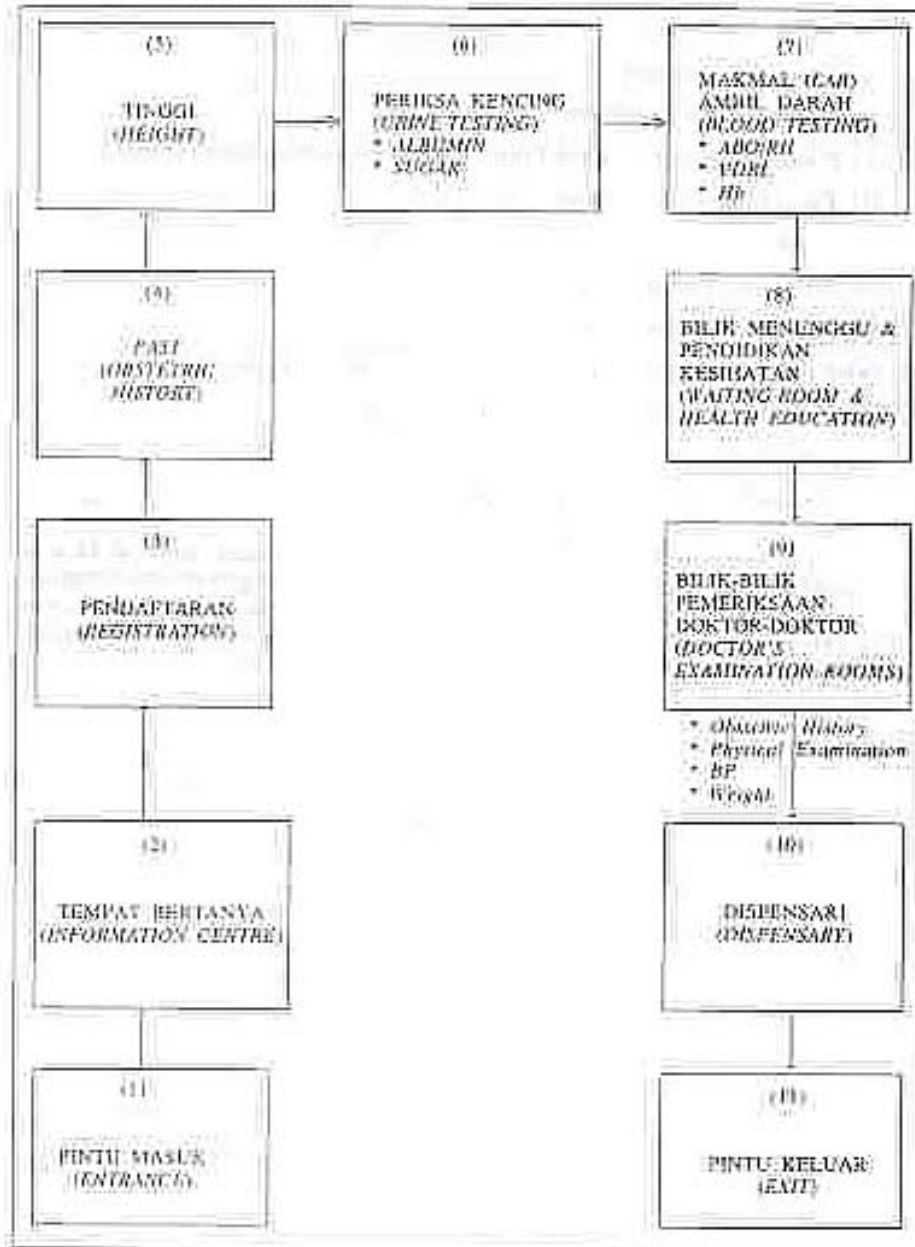 (5)
TINGGI
(HEIGHT)
(6)
PERIKSA KENCING
(URINE TESTING)
* ALBUMIN
* SUGAR
(7)
MAKMAL (LAB)
AMBIL DARAH
(BLOOD TESTING)
* ABO/RH
* VDRL
* Hb
(4)
PAST
(OBSTETRIC
HISTORY)
(8)
BILIK MENUNGGU &
PENDIDIKAN
KESIHATAN
(WAITING ROOM &
HEALTH EDUCATION)
(3)
PENDAFTARAN
(REGISTRATION)
(9)
BILIK-BILIK
PEMERIKSAAN
DOKTOR-DOKTOR
(DOCTOR'S
EXAMINATION ROOMS)
* History
* Physical Examination
* BP
* Weight
(2)
TEMPAT BERTANYA
(INFORMATION CENTRE)
(10)
DISPENSARI
(DISPENSARY)
(1)
PINTU MASUK
(ENTRANCE)
(11)
PINTU KELUAR
(EXIT)